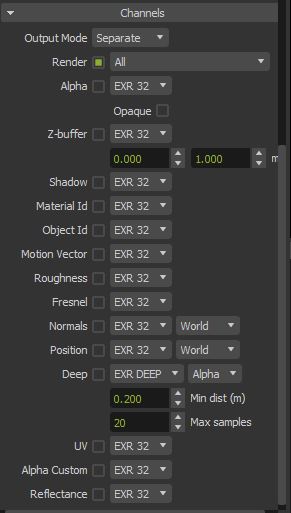 Channels
Output Mode Separate
Render All
Alpha EXR 32
Opaque
Z-buffer EXR 32
0.000 1.000 m
Shadow EXR 32
Material Id EXR 32
Object Id EXR 32
Motion Vector EXR 32
Roughness EXR 32
Fresnel EXR 32
Normals EXR 32 World
Position EXR 32 World
Deep EXR DEEP Alpha
0.200 Min dist (m)
20 Max samples
UV EXR 32
Alpha Custom EXR 32
Reflectance EXR 32